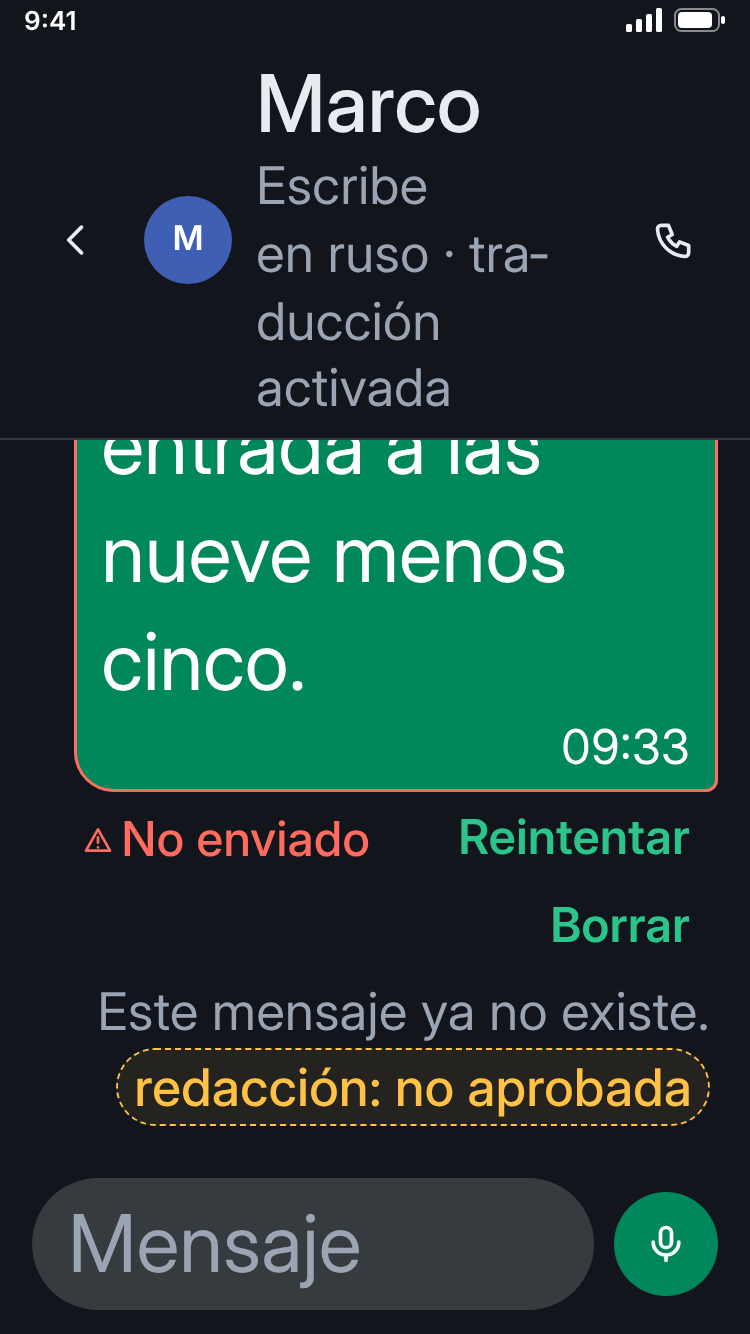 9:41
Marco
Escribe
en ruso · tra-
ducción
activada
M
entrada a las
nueve menos
cinco.
09:33
No enviado
Reintentar
Borrar
Este mensaje ya no existe.
redacción: no aprobada
Mensaje